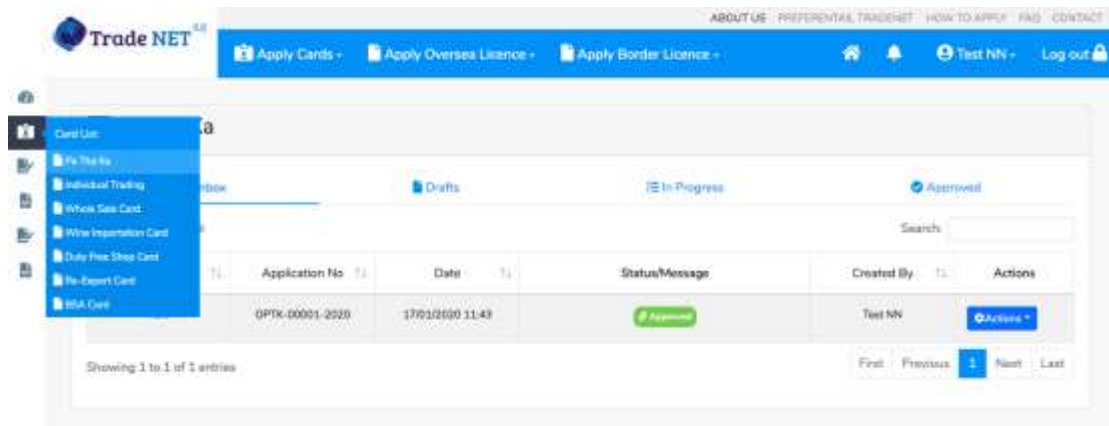 ABOUT US PREFERENTAIL TRADENET HOW TO APPLY FAQ CONTACT
Trade NET
Apply Cards
Apply Oversea Licence
Apply Border Licence
Test NN
Log out
Card List
Pa Tha Ka
Individual Trading
Whole Sale Card
Wine Importation Card
Duty Free Shop Card
Re-Export Card
BSA Card
Drafts
In Progress
Approved
Search:
Application No
Date
Status/Message
Created By
Actions
OPTK-00001-2020
17/01/2020 11:43
Approved
Test NN
Actions
Showing 1 to 1 of 1 entries
First Previous 1 Next Last